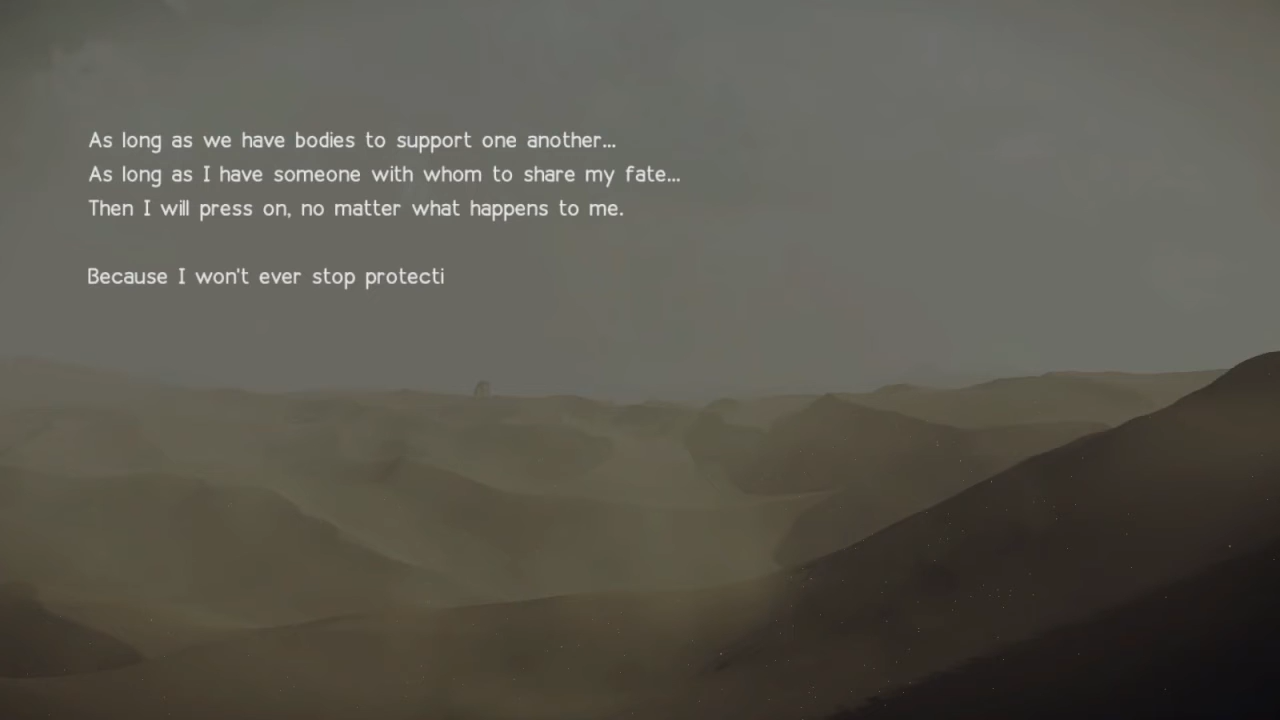 As long as we have bodies to support one another...
As long as I have someone with whom to share my fate...
Then I will press on, no matter what happens to me.
Because I won't ever stop protecti